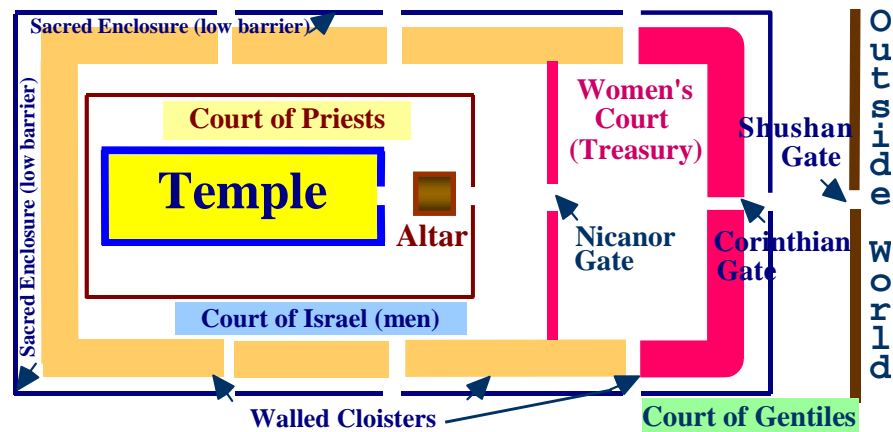 Sacred Enclosure (low barrier)
Sacred Enclosure (low barrier)
Court of Priests
Temple
Altar
Court of Israel (men)
Women's
Court
(Treasury)
Nicanor
Gate
Corinthian
Gate
Shushan
Gate
Outside World
Walled Cloisters
Court of Gentiles